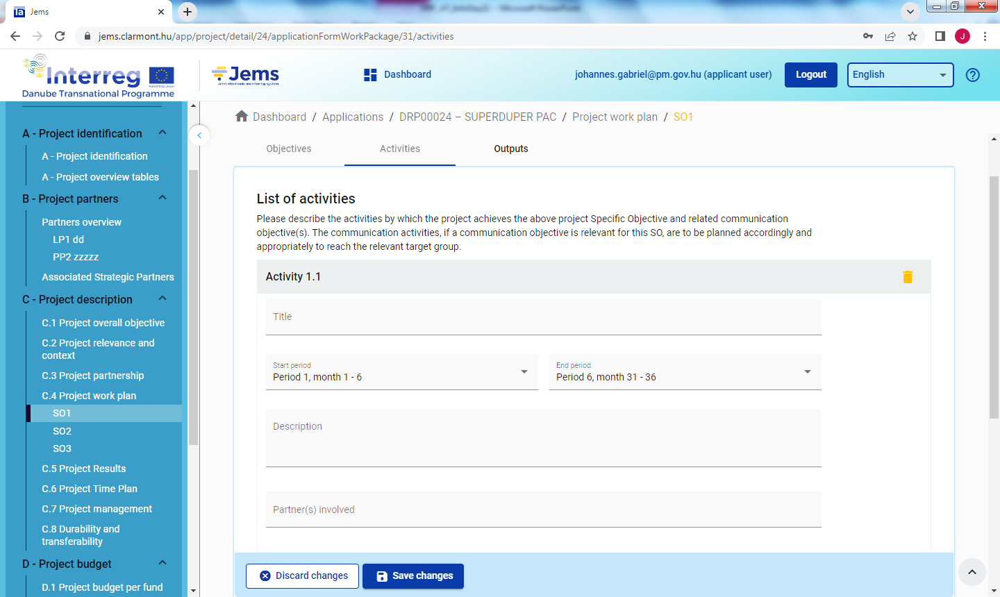 Jems
jems.clarmont.hu/app/project/detail/24/applicationFormWorkPackage/31/activities
J
Interreg
EUROPEAN UNION
Danube Transnational Programme
Jems
Joint electronic monitoring system
Dashboard
johannes.gabriel@pm.gov.hu (applicant user)
Logout
English
A - Project identification
A - Project identification
A - Project overview tables
B - Project partners
Partners overview
LP1 dd
PP2 zzzzz
Associated Strategic Partners
C - Project description
C.1 Project overall objective
C.2 Project relevance and
context
C.3 Project partnership
C.4 Project work plan
SO1
SO2
SO3
C.5 Project Results
C.6 Project Time Plan
C.7 Project management
C.8 Durability and
transferability
D - Project budget
D.1 Project budget per fund
Dashboard / Applications / DRP00024 – SUPERDUPER PAC / Project work plan / SO1
Objectives Activities Outputs
List of activities
Please describe the activities by which the project achieves the above project Specific Objective and related communication
objective(s). The communication activities, if a communication objective is relevant for this SO, are to be planned accordingly and
appropriately to reach the relevant target group.
Activity 1.1
Title
Start period
Period 1, month 1 - 6
End period
Period 6, month 31 - 36
Description
Partner(s) involved
Discard changes
Save changes